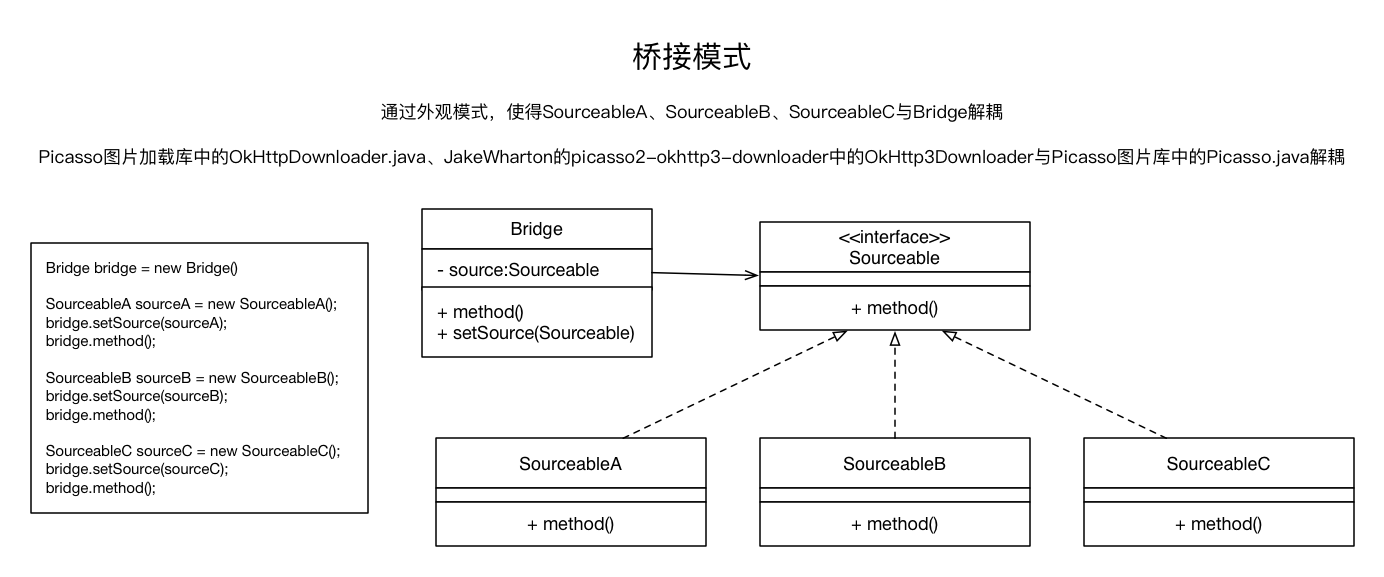 桥接模式
通过外观模式，使得SourceableA、SourceableB、SourceableC与Bridge解耦
Picasso图片加载库中的OkHttpDownloader.java、JakeWharton的picasso2-okhttp3-downloader中的OkHttp3Downloader与Picasso图片库中的Picasso.java解耦
Bridge bridge = new Bridge()
SourceableA sourceA = new SourceableA();
bridge.setSource(sourceA);
bridge.method();
SourceableB sourceB = new SourceableB();
bridge.setSource(sourceB);
bridge.method();
SourceableC sourceC = new SourceableC();
bridge.setSource(sourceC);
bridge.method();
Bridge
- source:Sourceable
+ method()
+ setSource(Sourceable)
<<interface>>
Sourceable
+ method()
SourceableA
+ method()
SourceableB
+ method()
SourceableC
+ method()